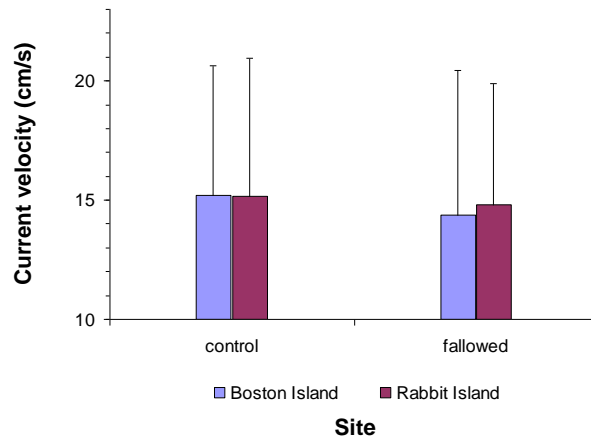 Current velocity (cm/s)
20
15
10
control fallowed
Boston Island Rabbit Island
Site